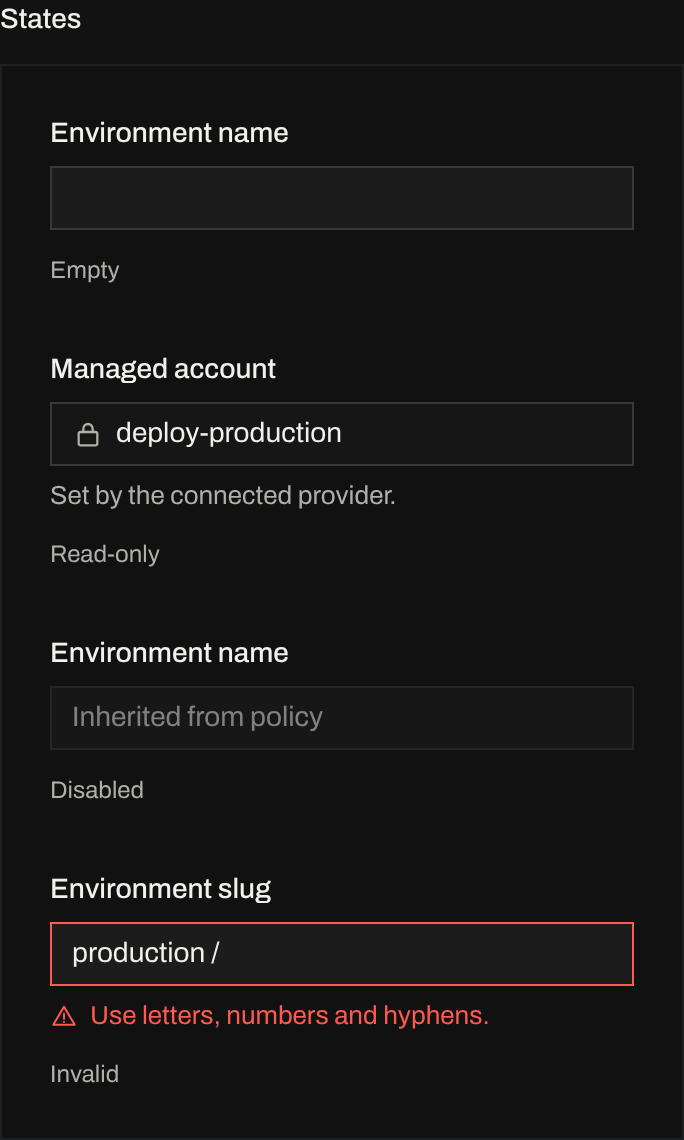 States
Environment name
Empty
Managed account
deploy-production
Set by the connected provider.
Read-only
Environment name
Inherited from policy
Disabled
Environment slug
production /
Use letters, numbers and hyphens.
Invalid